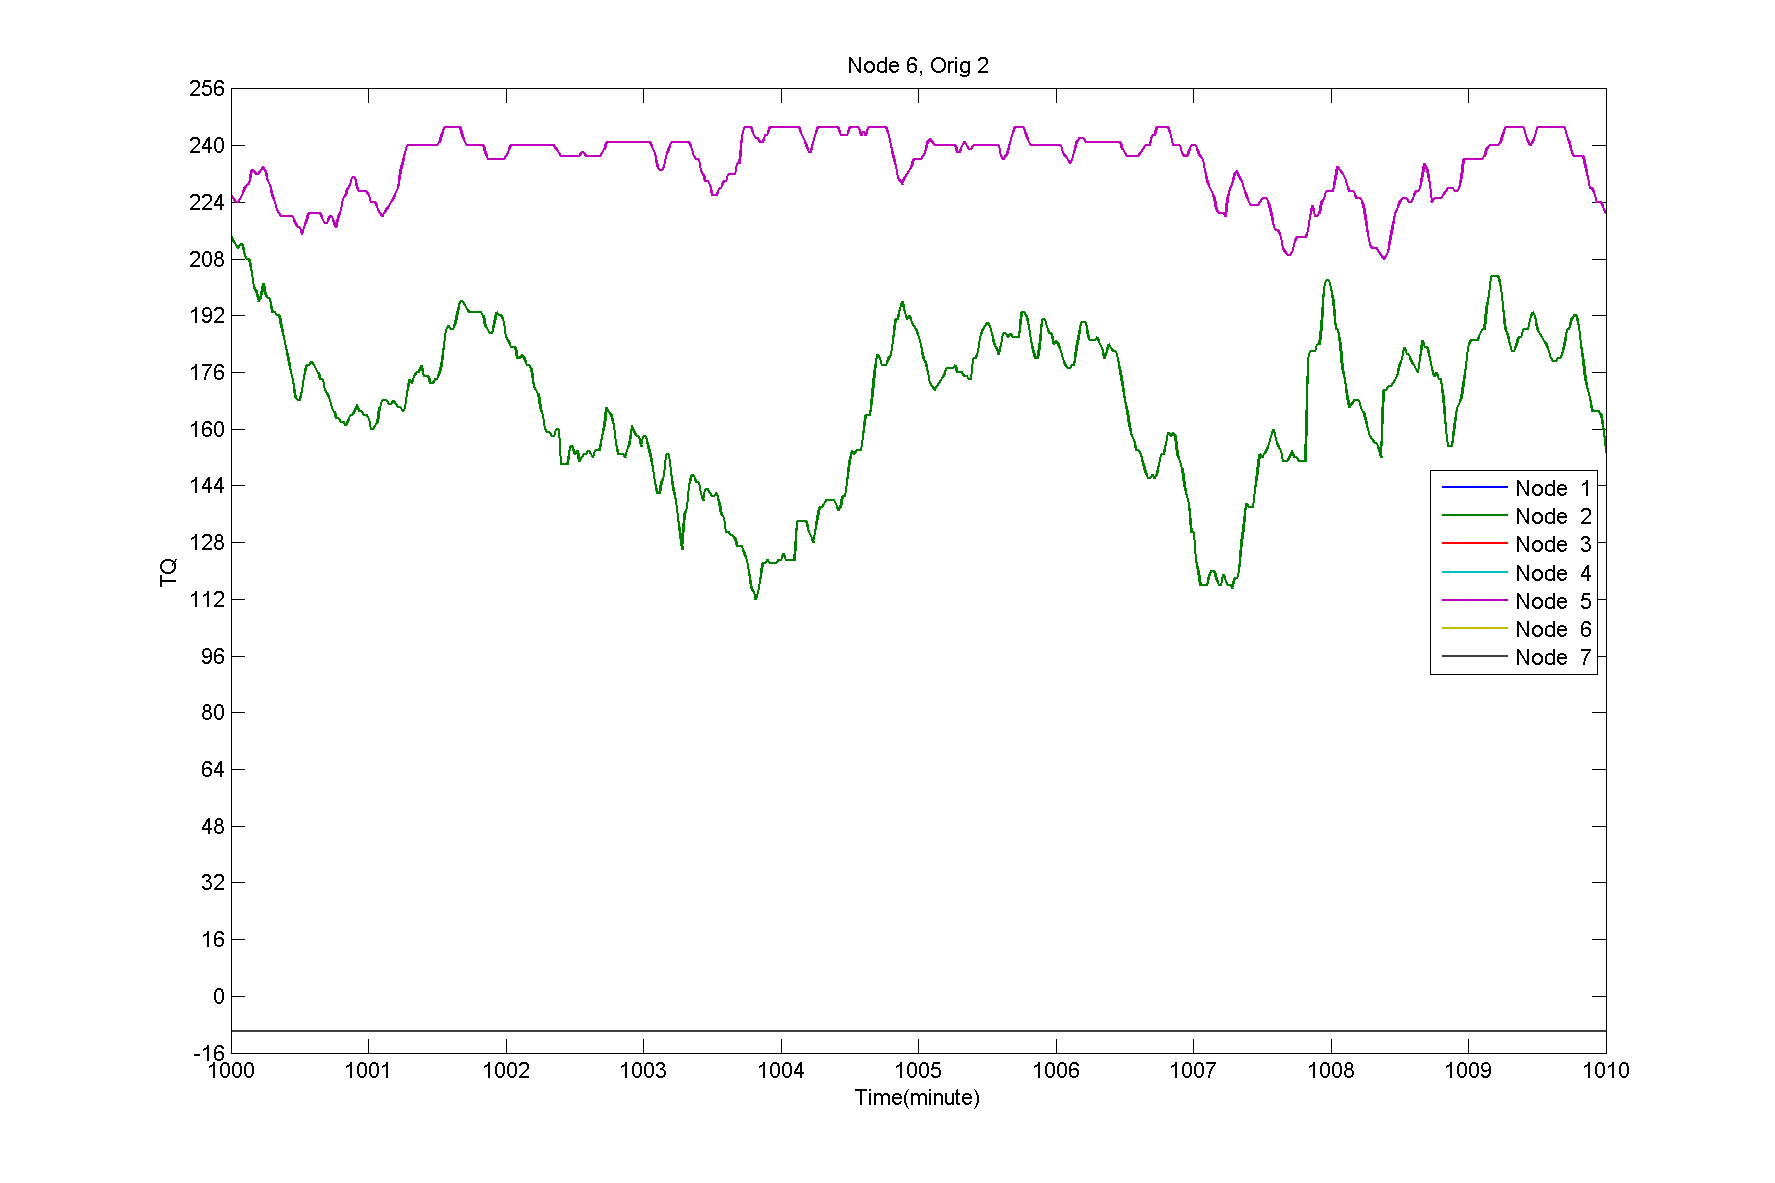 Node 6, Orig 2
256
240
224
208
192
176
160
144
128
112
96
80
64
48
32
16
0
-16
TQ
Node 1
Node 2
Node 3
Node 4
Node 5
Node 6
Node 7
1000 1001 1002 1003 1004 1005 1006 1007 1008 1009 1010
Time(minute)